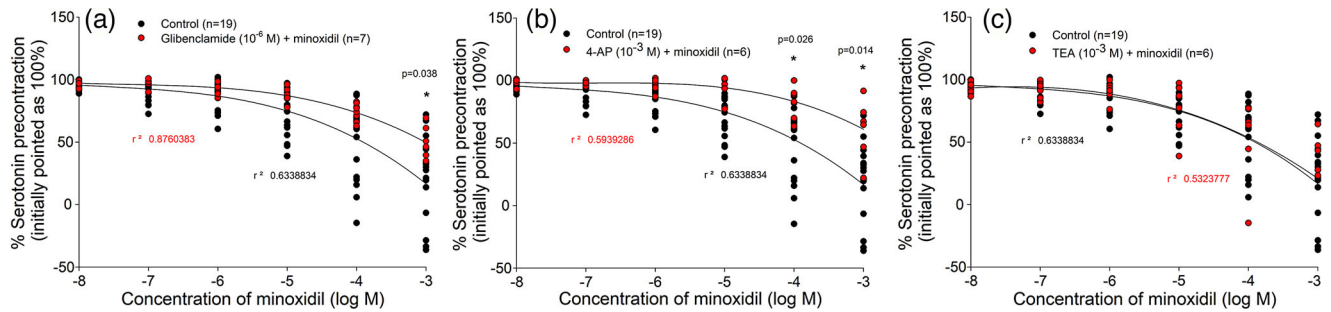 (a)
Control (n=19)
Glibenclamide (10⁻⁶ M) + minoxidil (n=7)
p=0.038
*
r² 0.8760383
r² 0.6338834
150
100
50
0
-50
-8 -7 -6 -5 -4 -3
% Serotonin precontraction
(initially pointed as 100%)
Concentration of minoxidil (log M)
(b)
Control (n=19)
4-AP (10⁻³ M) + minoxidil (n=6)
p=0.026
*
p=0.014
*
r² 0.5939286
r² 0.6338834
150
100
50
0
-50
-8 -7 -6 -5 -4 -3
% Serotonin precontraction
(initially pointed as 100%)
Concentration of minoxidil (log M)
(c)
Control (n=19)
TEA (10⁻³ M) + minoxidil (n=6)
r² 0.6338834
r² 0.5323777
150
100
50
0
-50
-8 -7 -6 -5 -4 -3
% Serotonin precontraction
(initially pointed as 100%)
Concentration of minoxidil (log M)